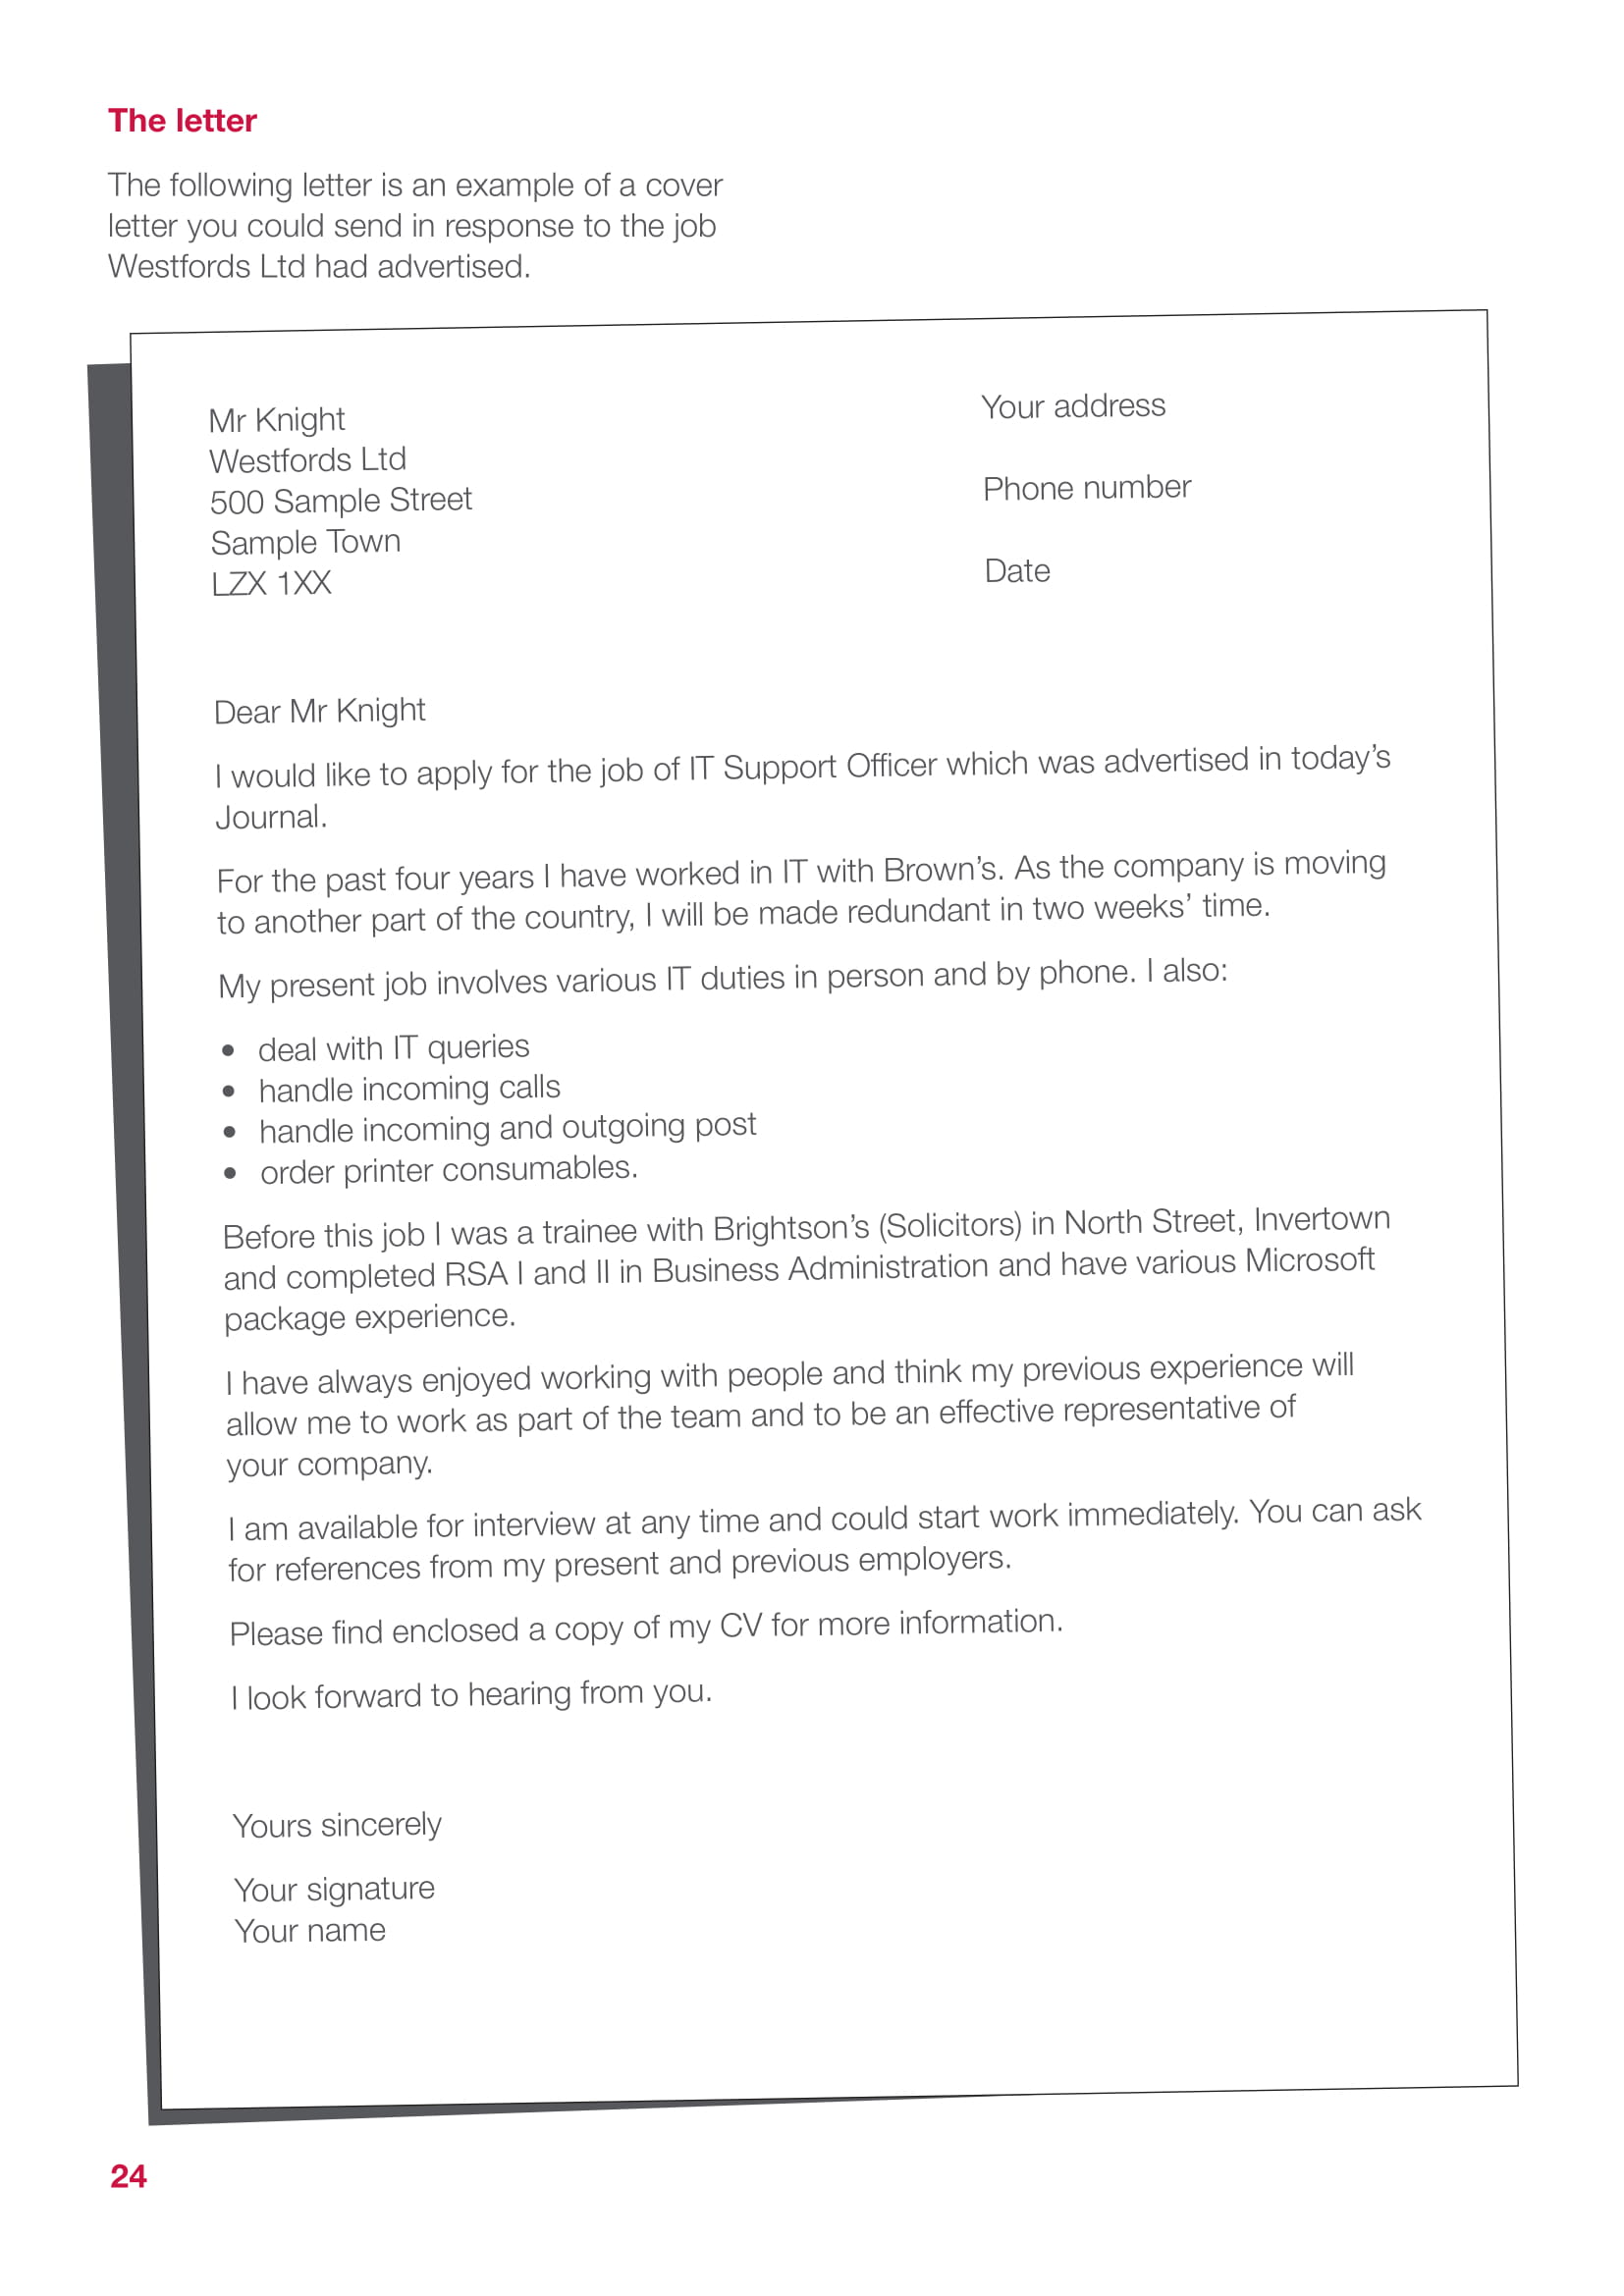 The letter
The following letter is an example of a cover
letter you could send in response to the job
Westfords Ltd had advertised.
Mr Knight
Westfords Ltd
500 Sample Street
Sample Town
LZX 1XX
Your address
Phone number
Date
Dear Mr Knight
I would like to apply for the job of IT Support Officer which was advertised in today’s
Journal.
For the past four years I have worked in IT with Brown’s. As the company is moving
to another part of the country, I will be made redundant in two weeks’ time.
My present job involves various IT duties in person and by phone. I also:
• deal with IT queries
• handle incoming calls
• handle incoming and outgoing post
• order printer consumables.
Before this job I was a trainee with Brightson’s (Solicitors) in North Street, Invertown
and completed RSA I and II in Business Administration and have various Microsoft
package experience.
I have always enjoyed working with people and think my previous experience will
allow me to work as part of the team and to be an effective representative of
your company.
I am available for interview at any time and could start work immediately. You can ask
for references from my present and previous employers.
Please find enclosed a copy of my CV for more information.
I look forward to hearing from you.
Yours sincerely
Your signature
Your name
24